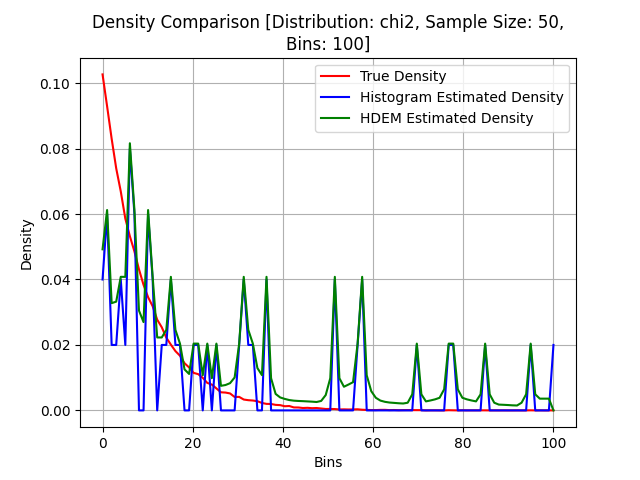 Density Comparison [Distribution: chi2, Sample Size: 50,
Bins: 100]
True Density
Histogram Estimated Density
HDEM Estimated Density
Density
0.10
0.08
0.06
0.04
0.02
0.00
0 20 40 60 80 100
Bins